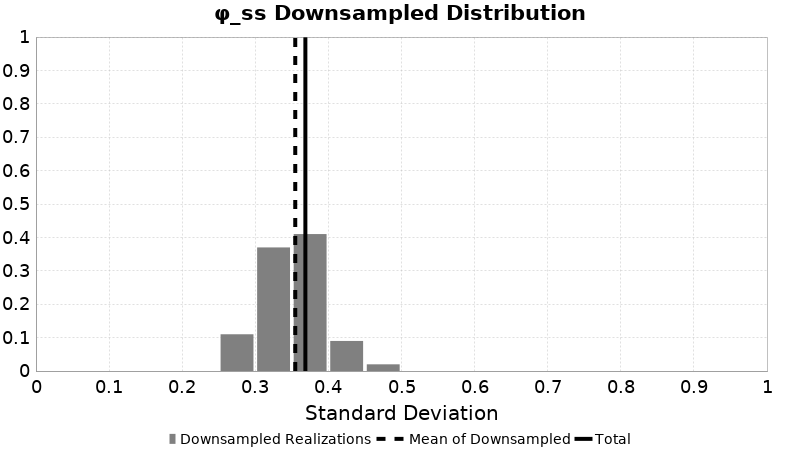 φ_ss Downsampled Distribution
1
0.9
0.8
0.7
0.6
0.5
0.4
0.3
0.2
0.1
0
0 0.1 0.2 0.3 0.4 0.5 0.6 0.7 0.8 0.9 1
Standard Deviation
Downsampled Realizations Mean of Downsampled Total